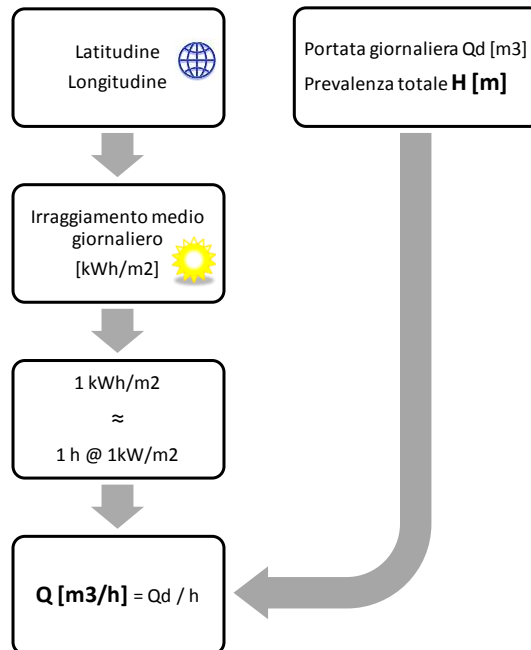 Latitudine
Longitudine
Portata giornaliera Qd [m3]
Prevalenza totale H [m]
Irraggiamento medio
giornaliero
[kWh/m2]
1 kWh/m2
≈
1 h @ 1kW/m2
Q [m3/h] = Qd / h